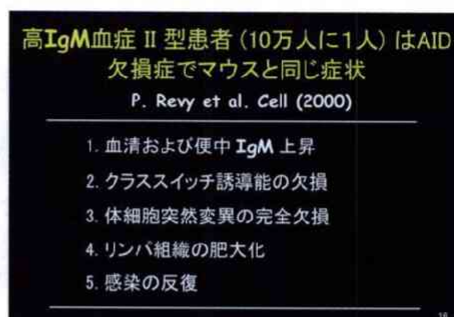 高IgM血症 II 型患者 (10万人に1人) はAID
欠損症でマウスと同じ症状
P. Revy et al. Cell (2000)
1. 血清および便中 IgM 上昇
2. クラススイッチ誘導能の欠損
3. 体細胞突然変異の完全欠損
4. リンパ組織の肥大化
5. 感染の反復
16